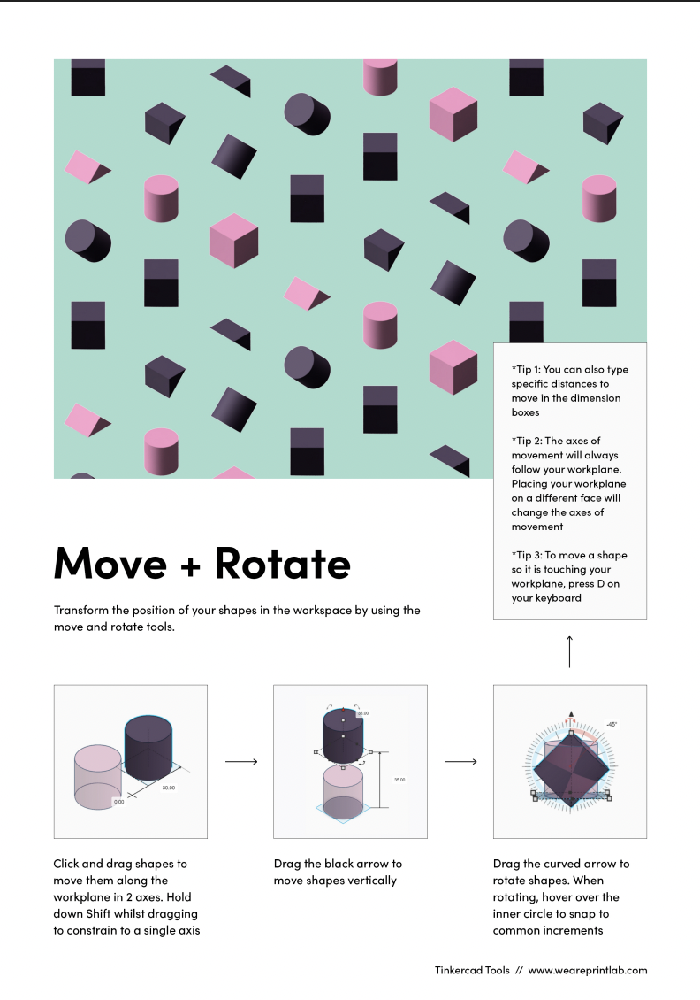 *Tip 1: You can also type
specific distances to
move in the dimension
boxes
*Tip 2: The axes of
movement will always
follow your workplane.
Placing your workplane
on a different face will
change the axes of
movement
*Tip 3: To move a shape
so it is touching your
workplane, press D on
your keyboard
Move + Rotate
Transform the position of your shapes in the workspace by using the
move and rotate tools.
0.00
30.00
35.00
35.00
-45°
Click and drag shapes to
move them along the
workplane in 2 axes. Hold
down Shift whilst dragging
to constrain to a single axis
Drag the black arrow to
move shapes vertically
Drag the curved arrow to
rotate shapes. When
rotating, hover over the
inner circle to snap to
common increments
Tinkercad Tools // www.weareprintlab.com